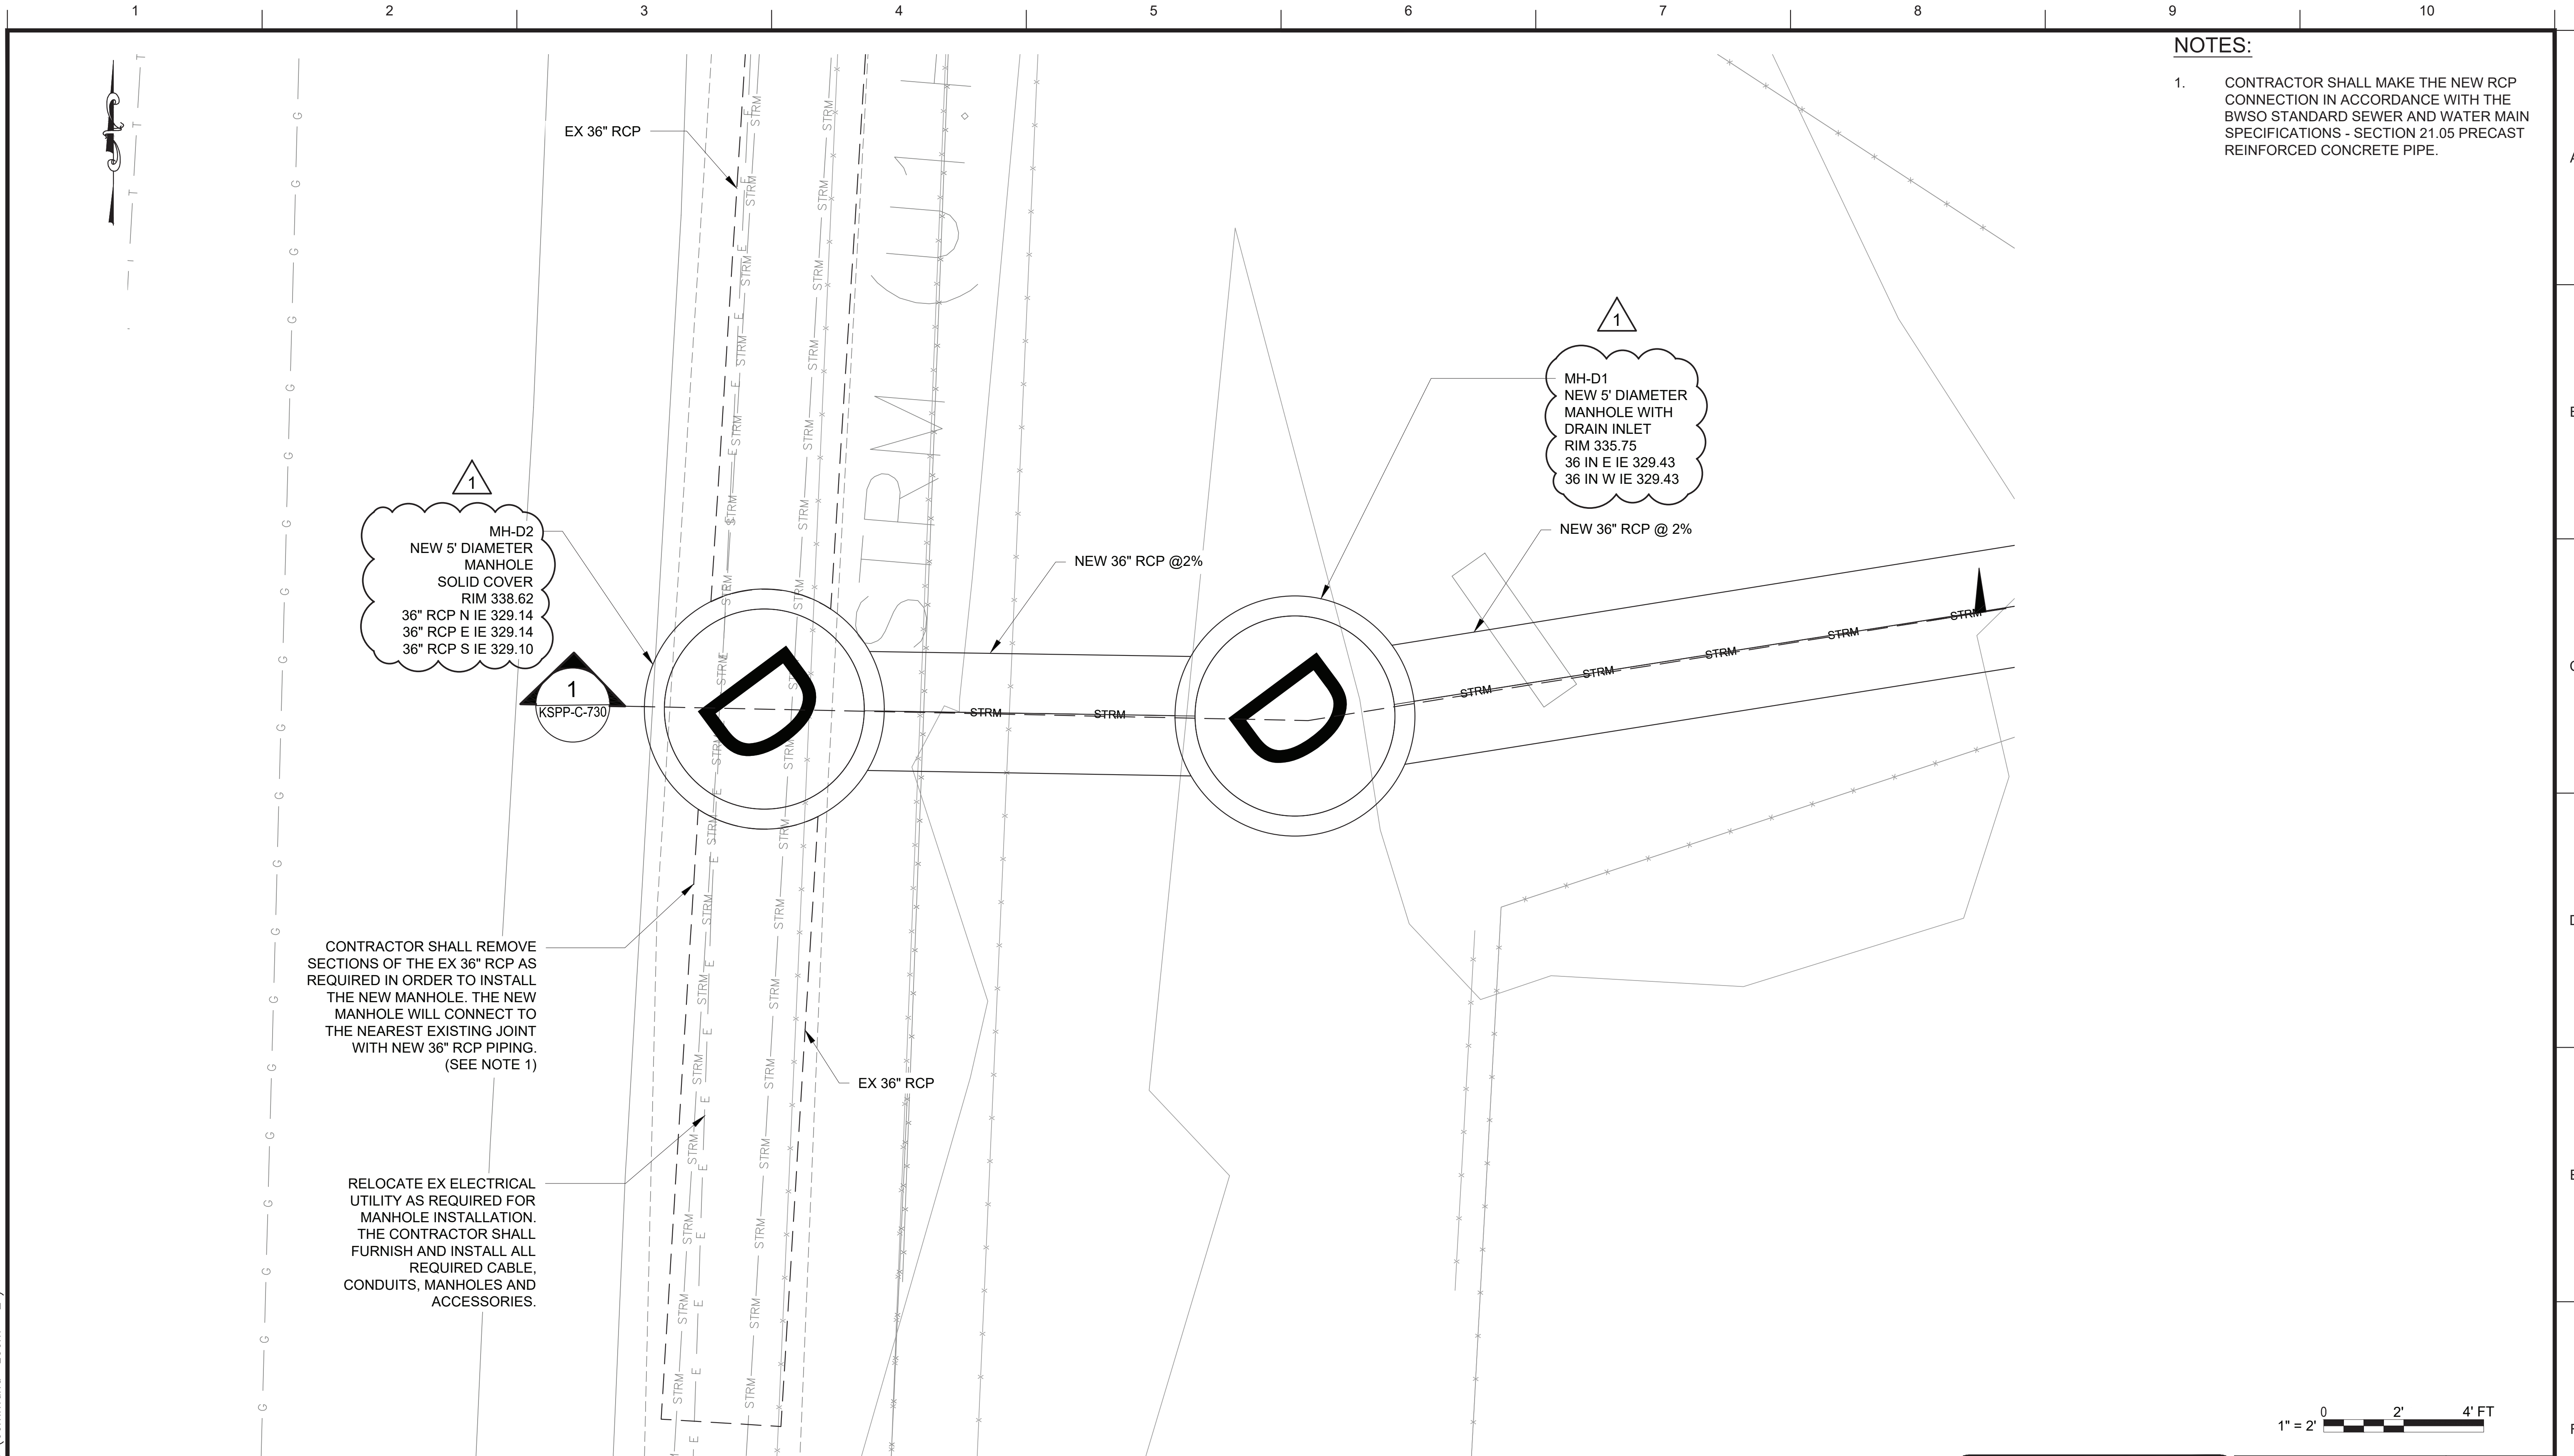 1 2 3 4 5 6 7 8 9 10
NOTES:
1. CONTRACTOR SHALL MAKE THE NEW RCP
CONNECTION IN ACCORDANCE WITH THE
BWSO STANDARD SEWER AND WATER MAIN
SPECIFICATIONS - SECTION 21.05 PRECAST
REINFORCED CONCRETE PIPE.
EX 36" RCP
STRM (U1.1
1
MH-D1
NEW 5' DIAMETER
MANHOLE WITH
DRAIN INLET
RIM 335.75
36 IN E IE 329.43
36 IN W IE 329.43
NEW 36" RCP @ 2%
1
MH-D2
NEW 5' DIAMETER
MANHOLE
SOLID COVER
RIM 338.62
36" RCP N IE 329.14
36" RCP E IE 329.14
36" RCP S IE 329.10
NEW 36" RCP @2%
1
KSPP-C-730
D
D
STRM STRM
STRM STRM STRM STRM STRM
CONTRACTOR SHALL REMOVE
SECTIONS OF THE EX 36" RCP AS
REQUIRED IN ORDER TO INSTALL
THE NEW MANHOLE. THE NEW
MANHOLE WILL CONNECT TO
THE NEAREST EXISTING JOINT
WITH NEW 36" RCP PIPING.
(SEE NOTE 1)
EX 36" RCP
RELOCATE EX ELECTRICAL
UTILITY AS REQUIRED FOR
MANHOLE INSTALLATION.
THE CONTRACTOR SHALL
FURNISH AND INSTALL ALL
REQUIRED CABLE,
CONDUITS, MANHOLES AND
ACCESSORIES.
0 2' 4' FT
1" = 2'